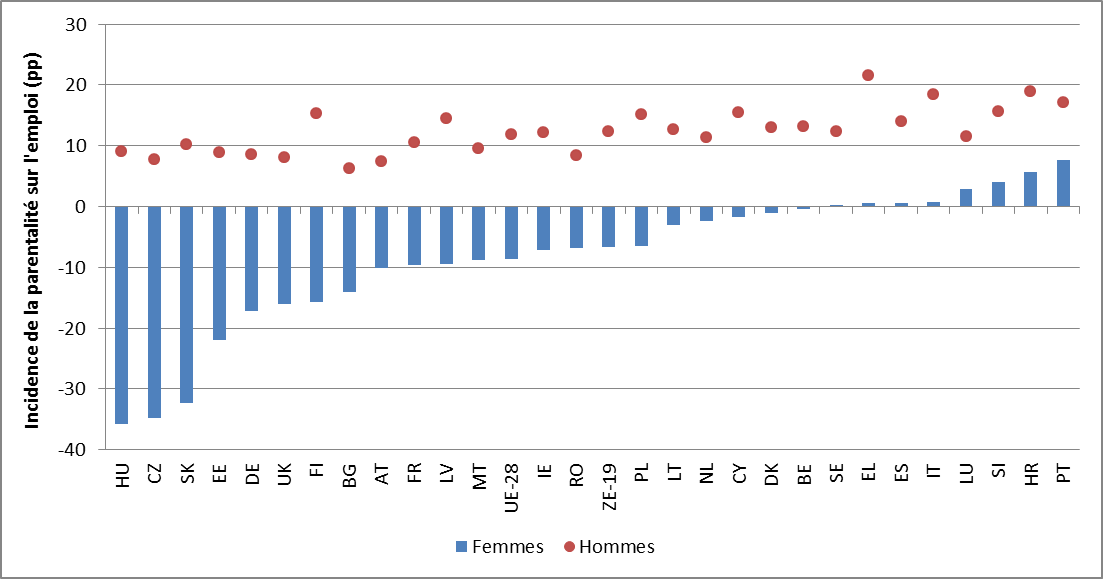 Incidence de la parentalité sur l'emploi (pp)
30
20
10
0
-10
-20
-30
-40
HU
CZ
SK
EE
DE
UK
FI
BG
AT
FR
LV
MT
UE-28
IE
RO
ZE-19
PL
LT
NL
CY
DK
BE
SE
EL
ES
IT
LU
SI
HR
PT
Femmes
Hommes